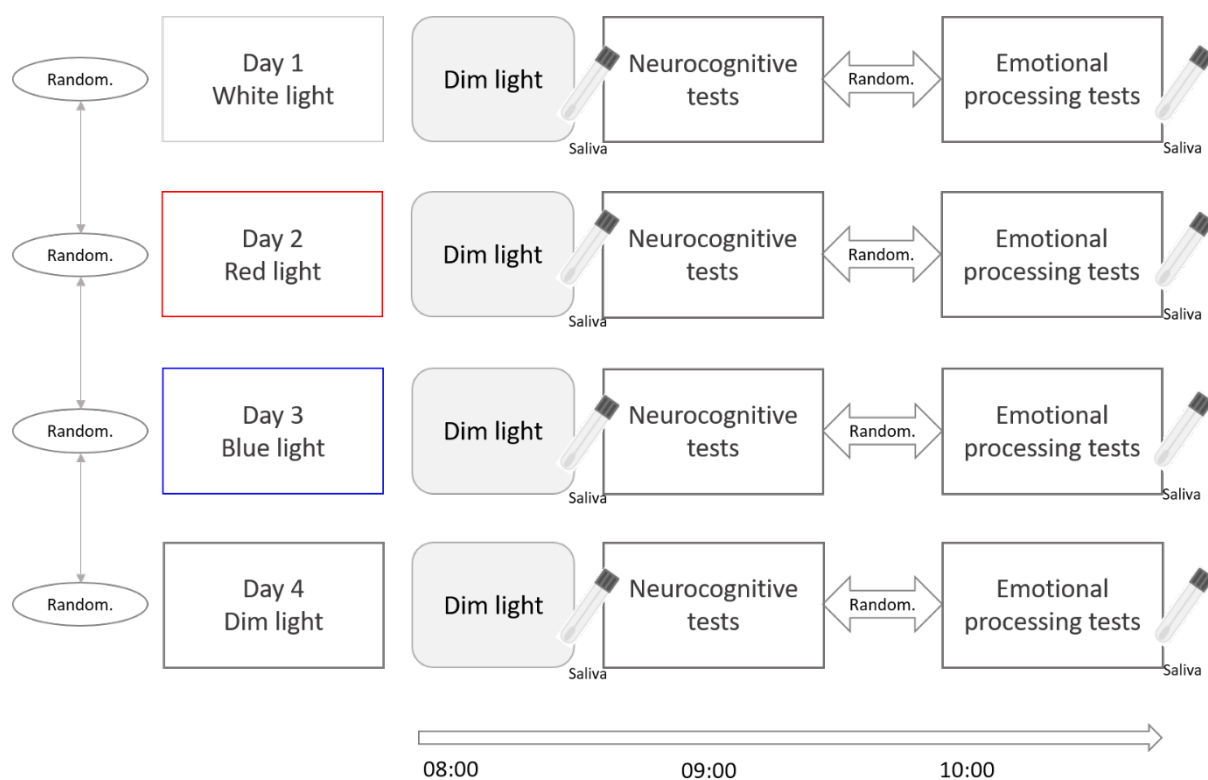 Random.
Day 1
White light
Dim light
Saliva
Neurocognitive
tests
Random.
Emotional
processing tests
Saliva
Random.
Day 2
Red light
Dim light
Saliva
Neurocognitive
tests
Random.
Emotional
processing tests
Saliva
Random.
Day 3
Blue light
Dim light
Saliva
Neurocognitive
tests
Random.
Emotional
processing tests
Saliva
Random.
Day 4
Dim light
Dim light
Saliva
Neurocognitive
tests
Random.
Emotional
processing tests
Saliva
08:00
09:00
10:00